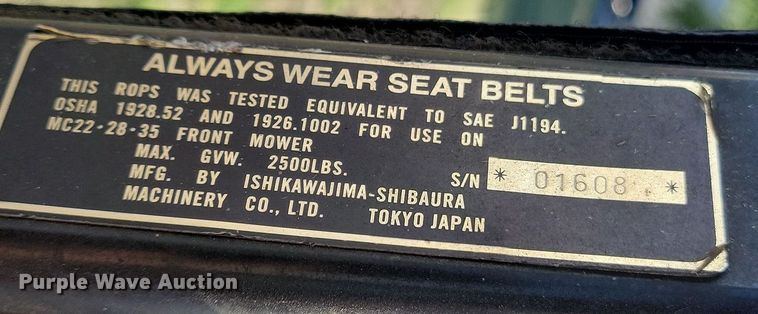 ALWAYS WEAR SEAT BELTS
THIS ROPS WAS TESTED EQUIVALENT TO SAE J1194.
OSHA 1928.52 AND 1926.1002 FOR USE ON
MC22-28-35 FRONT MOWER
MAX. GVW. 2500LBS.
S/N * 01608. *
MFG. BY ISHIKAWAJIMA-SHIBAURA
MACHINERY CO., LTD. TOKYO JAPAN
Purple Wave Auction